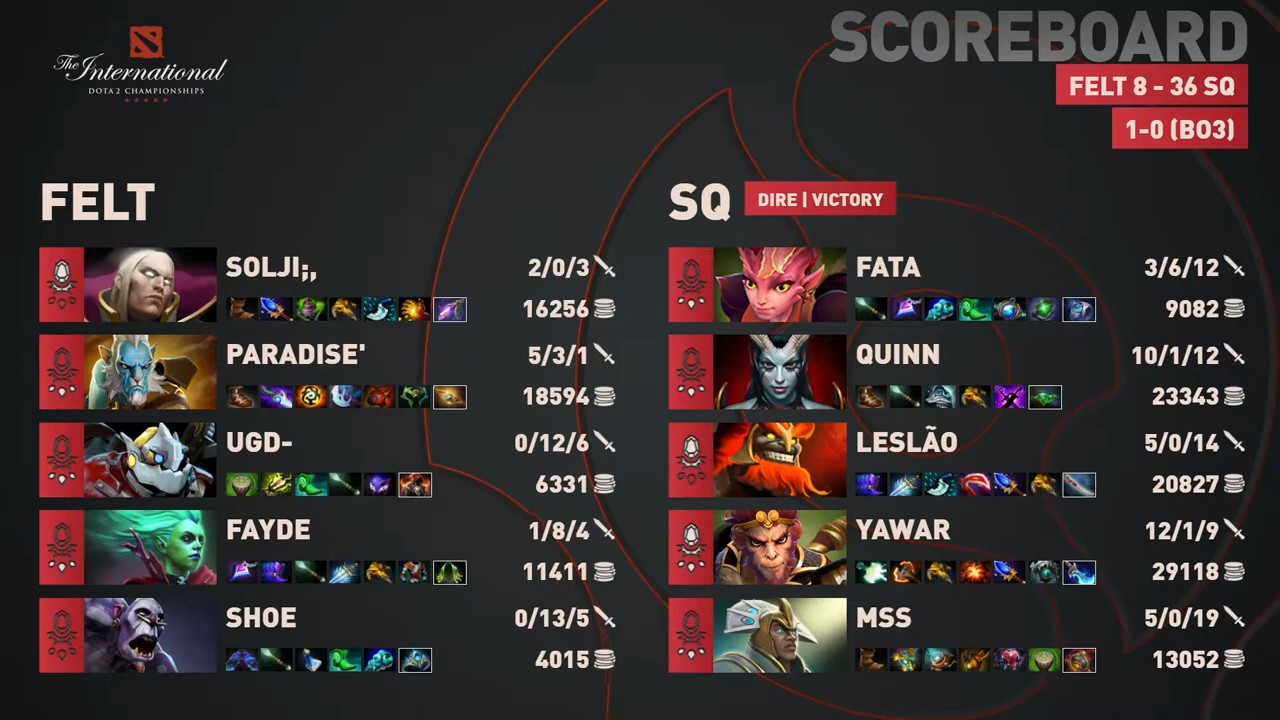 The International
DOTA 2 CHAMPIONSHIPS
SCOREBOARD
FELT 8 - 36 SQ
1-0 (BO3)
FELT
SOLJI;, 2/0/3
16256
PARADISE' 5/3/1
18594
UGD- 0/12/6
6331
FAYDE 1/8/4
11411
SHOE 0/13/5
4015
SQ DIRE | VICTORY
FATA 3/6/12
9082
QUINN 10/1/12
23343
LESLÃO 5/0/14
20827
YAWAR 12/1/9
29118
MSS 5/0/19
13052